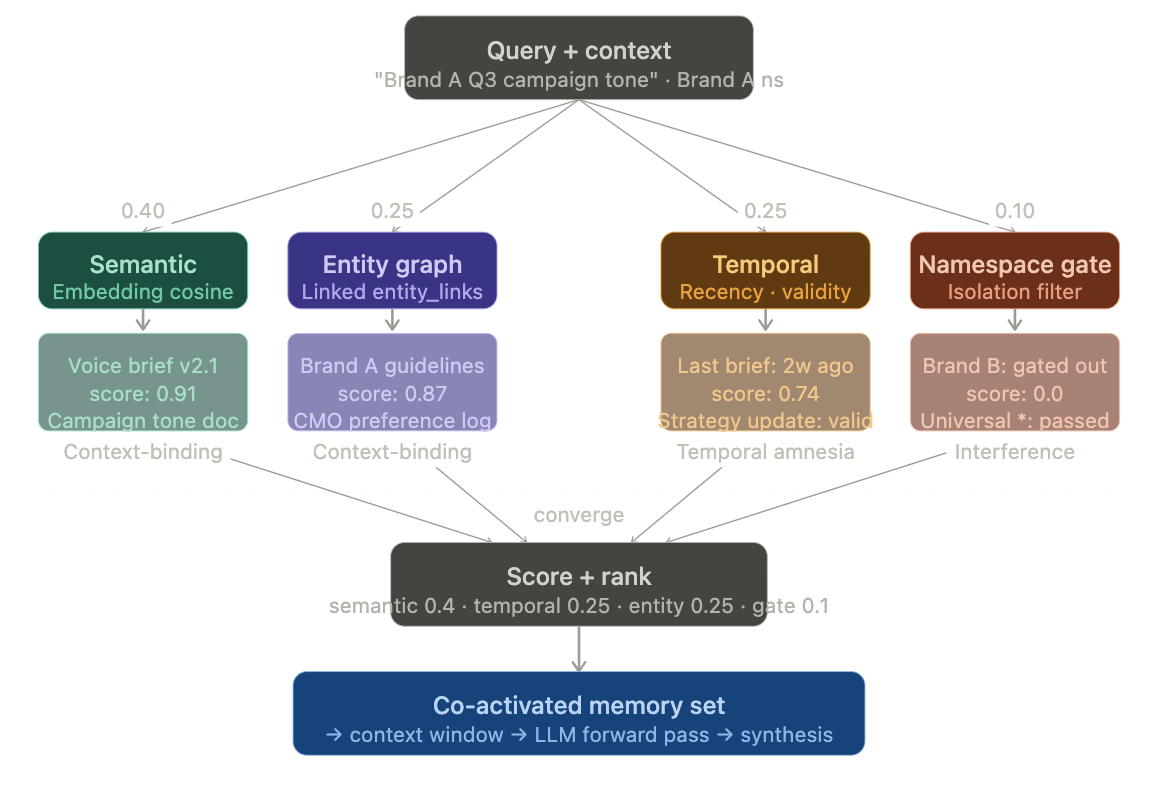 Query + context
"Brand A Q3 campaign tone" · Brand A ns
0.40
0.25
0.25
0.10
Semantic
Embedding cosine
Entity graph
Linked entity_links
Temporal
Recency · validity
Namespace gate
Isolation filter
Voice brief v2.1
score: 0.91
Campaign tone doc
Brand A guidelines
score: 0.87
CMO preference log
Last brief: 2w ago
score: 0.74
Strategy update: valid
Brand B: gated out
score: 0.0
Universal *: passed
Context-binding
Context-binding
Temporal amnesia
Interference
converge
Score + rank
semantic 0.4 · temporal 0.25 · entity 0.25 · gate 0.1
Co-activated memory set
→ context window → LLM forward pass → synthesis